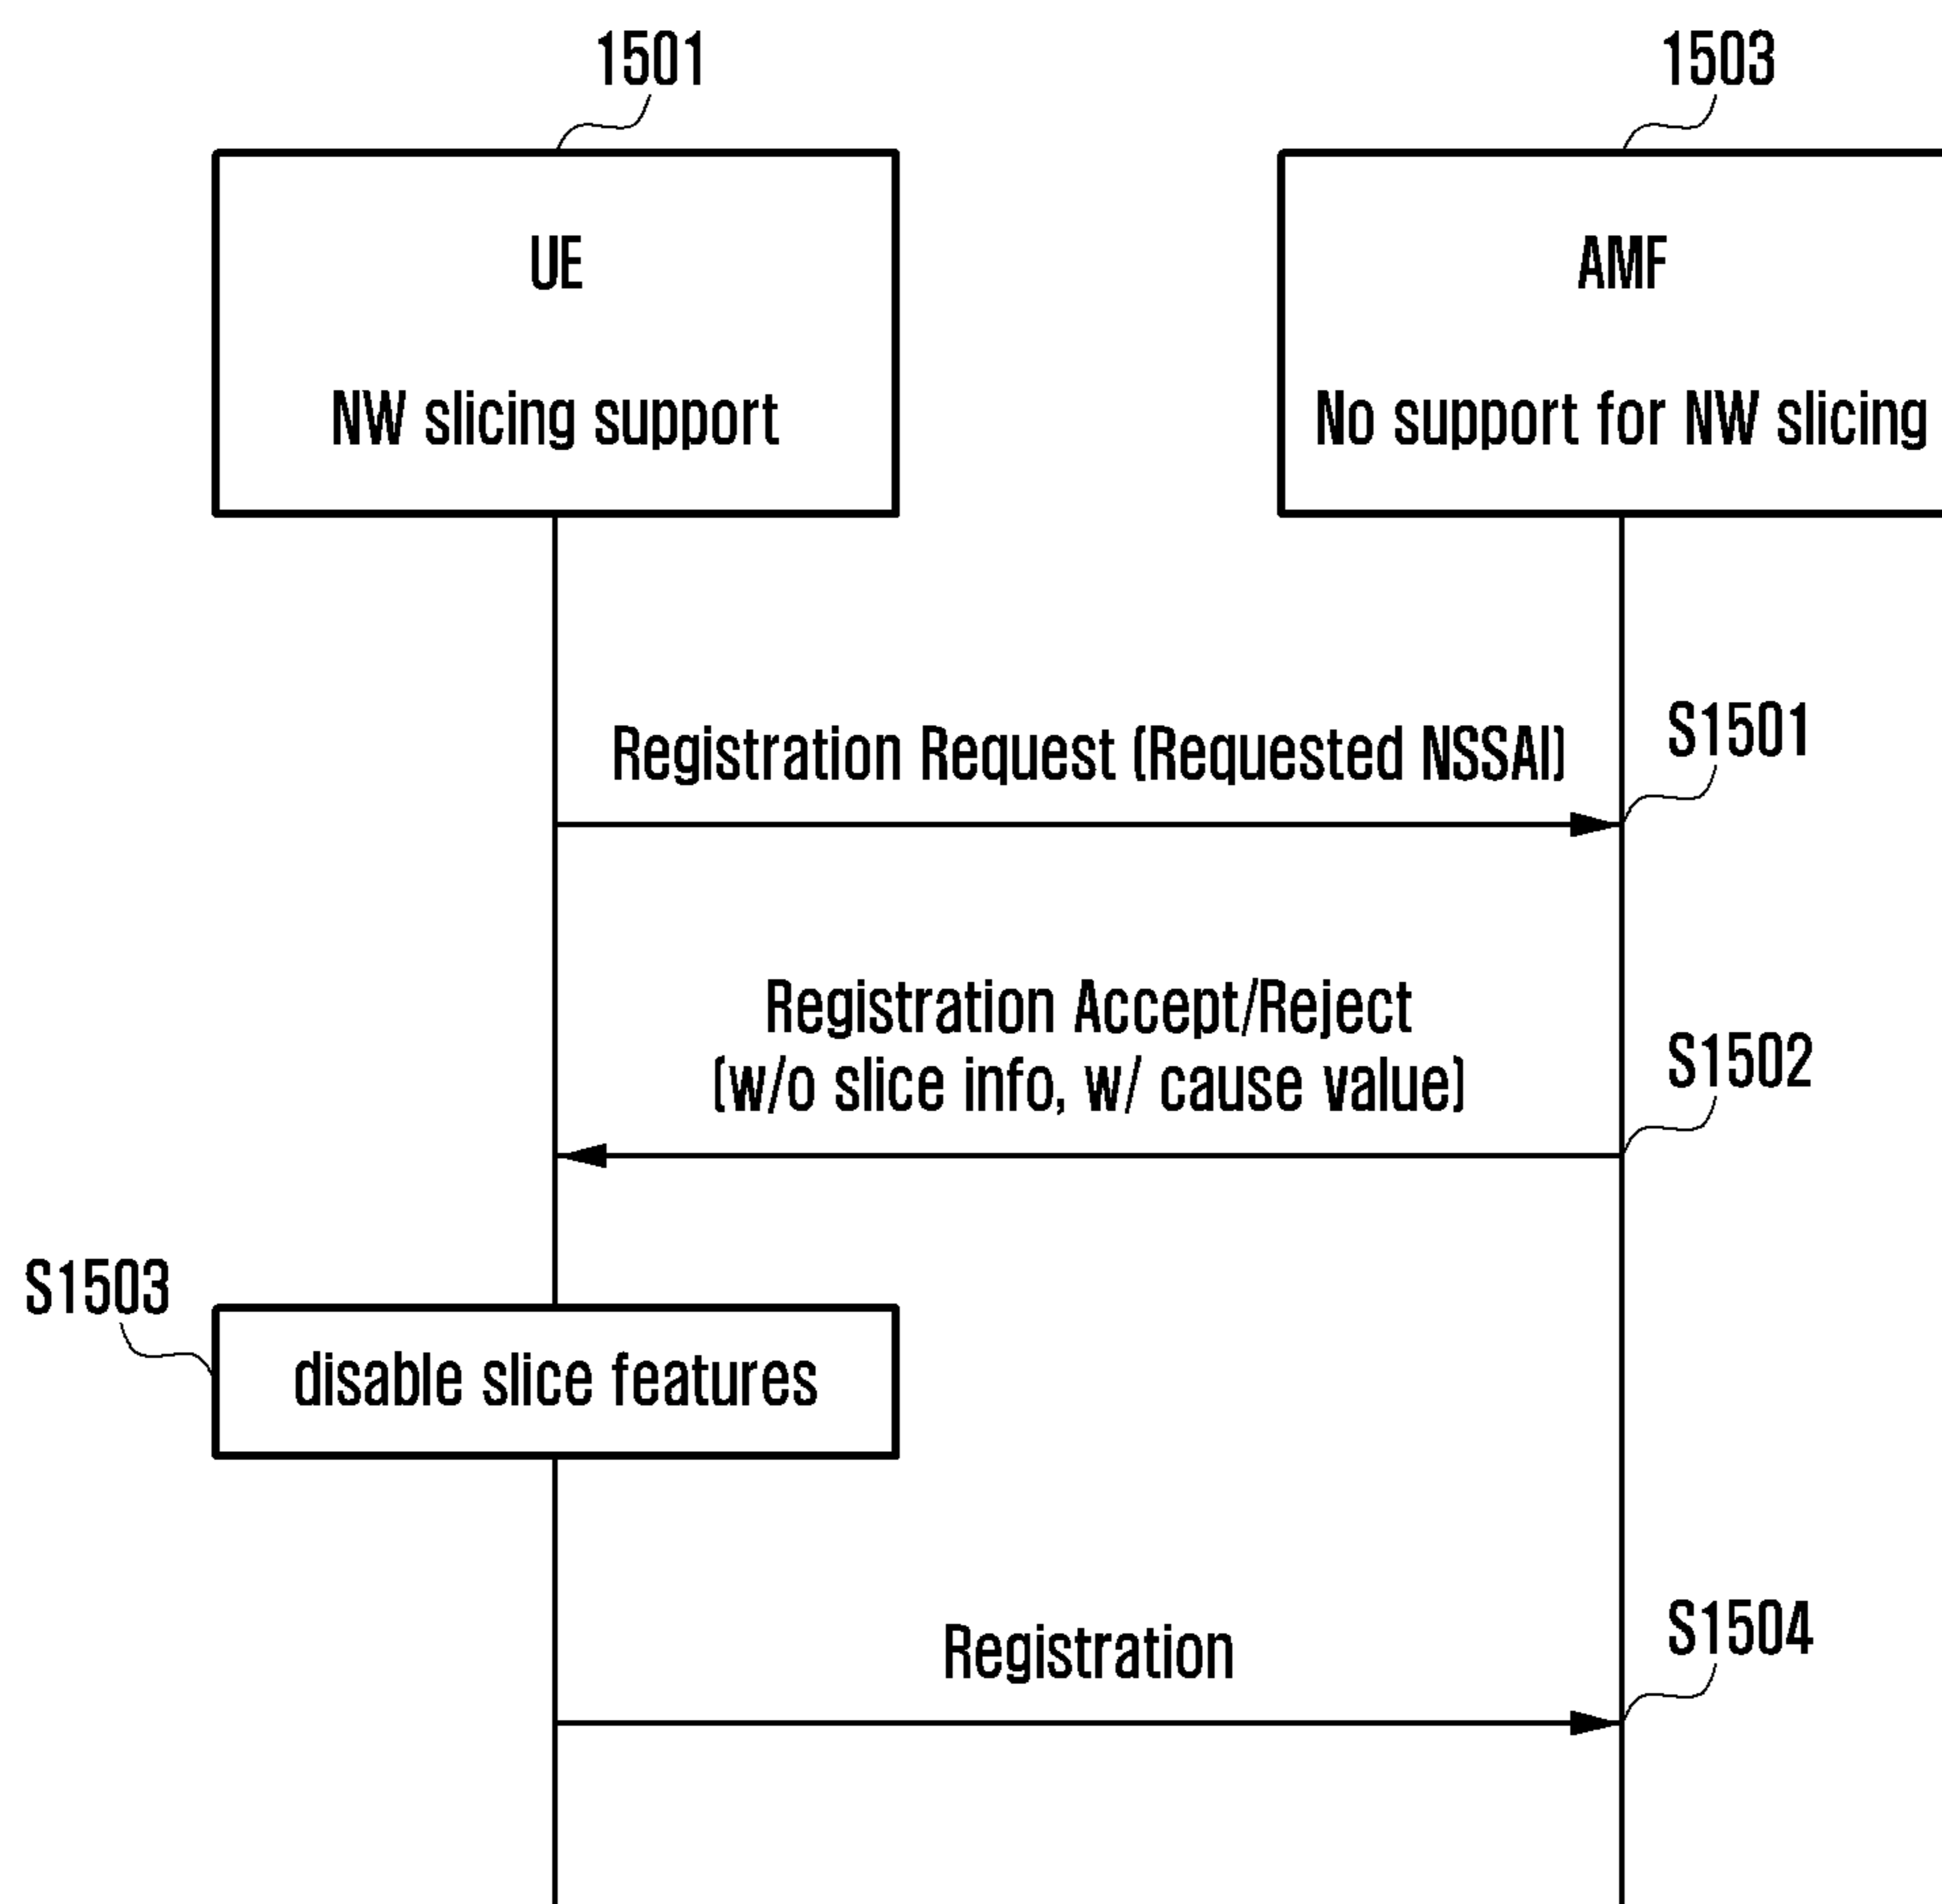 1501
1503
UE
NW slicing support
AMF
No support for NW slicing
S1501
Registration Request (Requested NSSAI)
Registration Accept/Reject
(w/o slice info, w/ cause value)
S1502
S1503
disable slice features
S1504
Registration